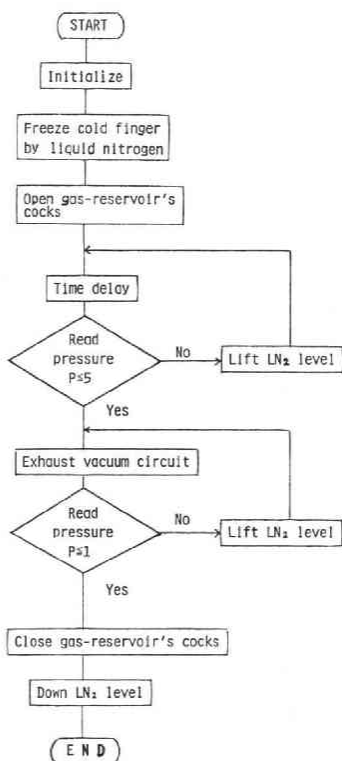 START
Initialize
Freeze cold finger
by liquid nitrogen
Open gas-reservoir's
cocks
Time delay
Read
pressure
P≤5
No
Lift LN₂ level
Yes
Exhaust vacuum circuit
Read
pressure
P≤1
No
Lift LN₂ level
Yes
Close gas-reservoir's cocks
Down LN₂ level
E N D